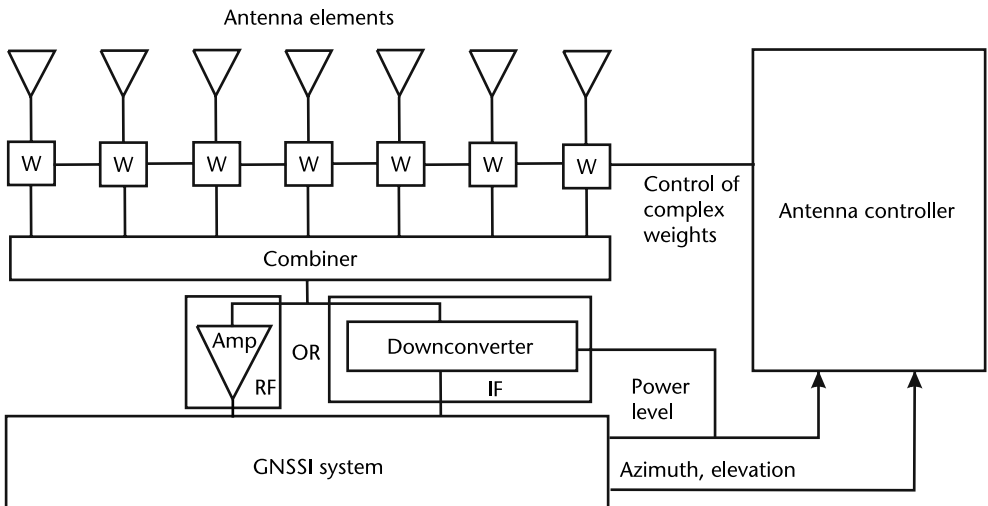 Antenna elements
W W W W W W W
Control of
complex
weights
Antenna controller
Combiner
Amp
RF
OR
Downconverter
IF
Power
level
GNSSI system
Azimuth, elevation